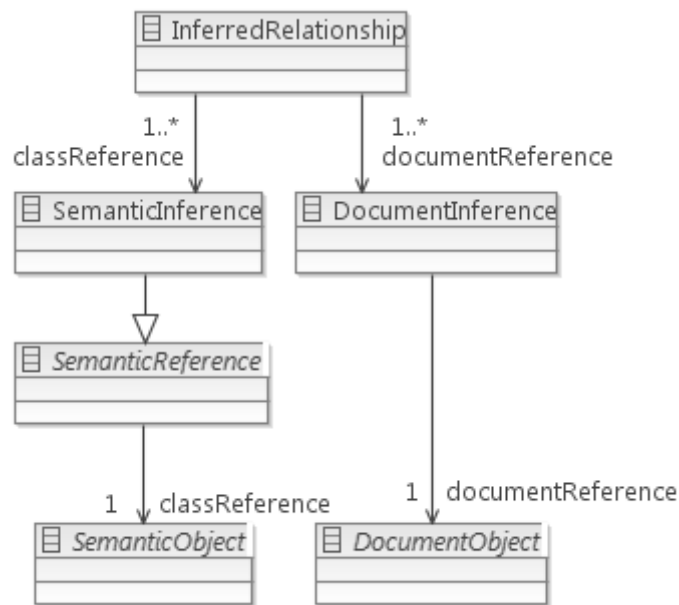 InferredRelationship
1..* 1..*
classReference documentReference
SemanticInference DocumentInference
SemanticReference
1 classReference 1 documentReference
SemanticObject DocumentObject